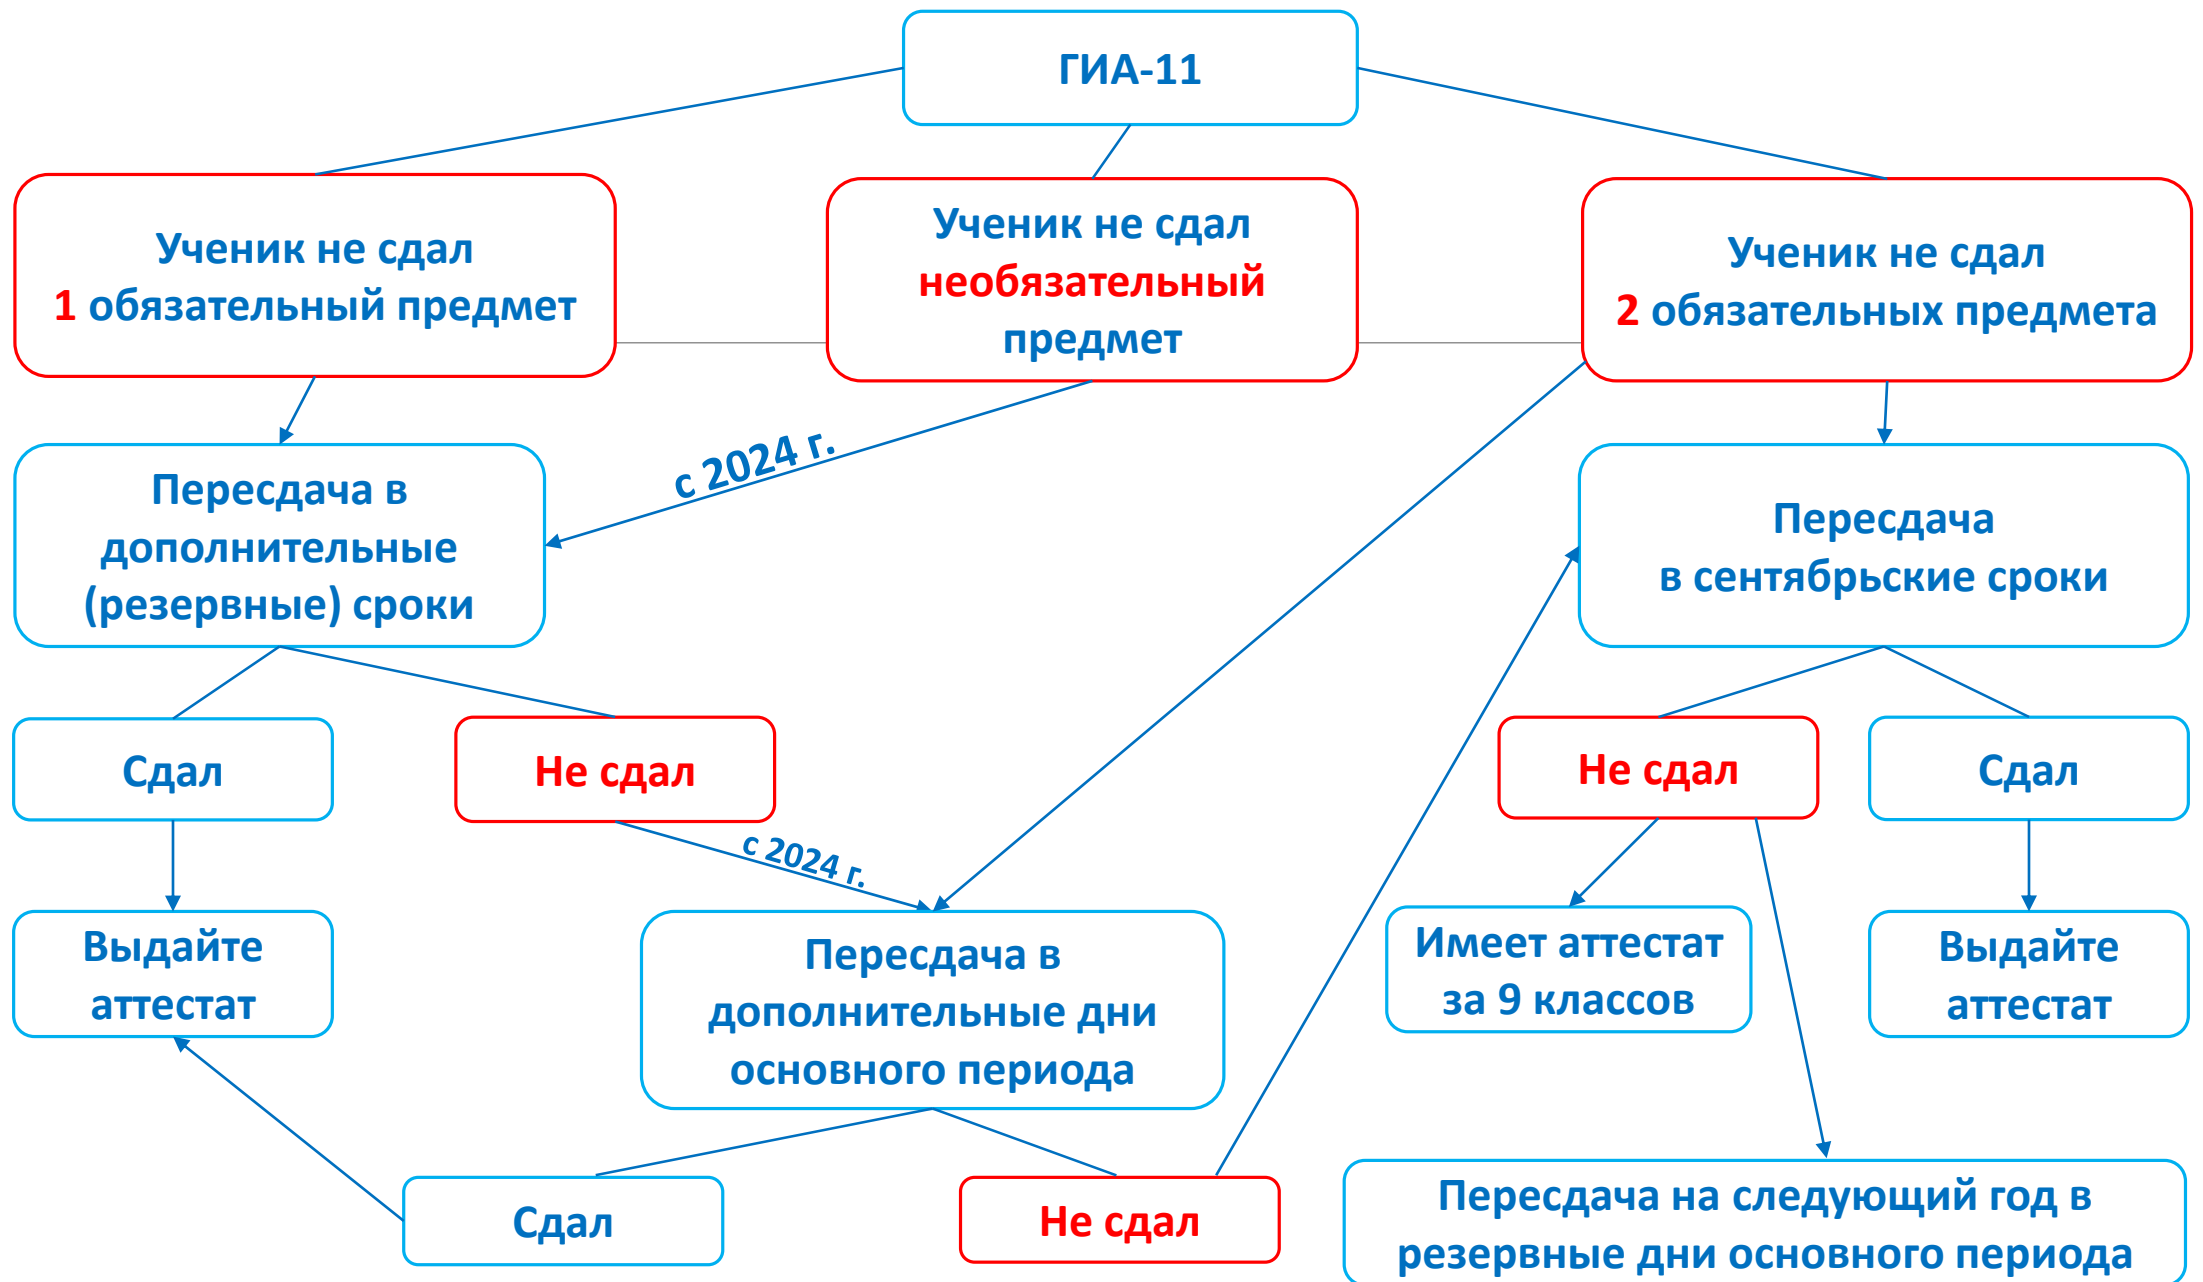 ГИА-11
Ученик не сдал
1 обязательный предмет
Ученик не сдал
необязательный
предмет
Ученик не сдал
2 обязательных предмета
с 2024 г.
Пересдача в
дополнительные
(резервные) сроки
Пересдача
в сентябрьские сроки
Сдал
Не сдал
Не сдал
Сдал
с 2024 г.
Выдайте
аттестат
Пересдача в
дополнительные дни
основного периода
Имеет аттестат
за 9 классов
Выдайте
аттестат
Сдал
Не сдал
Пересдача на следующий год в
резервные дни основного периода